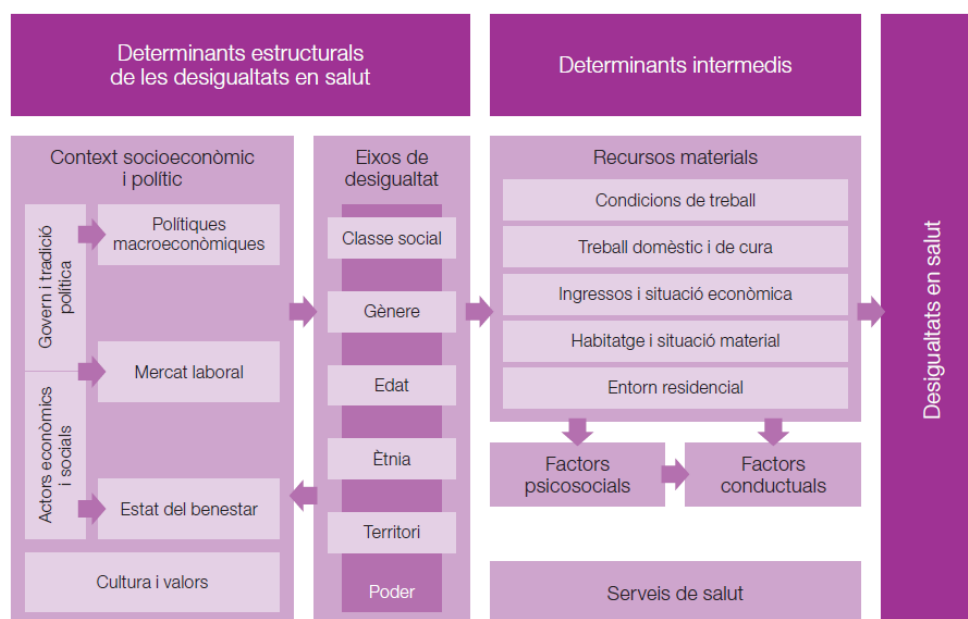 Determinants estructurals
de les desigualtats en salut
Determinants intermedis
Desigualtats en salut
Context socioeconòmic
i polític
Govern i tradició
política
Actors econòmics
i socials
Polítiques
macroeconòmiques
Mercat laboral
Estat del benestar
Cultura i valors
Eixos de
desigualtat
Classe social
Gènere
Edat
Ètnia
Territori
Poder
Recursos materials
Condicions de treball
Treball domèstic i de cura
Ingressos i situació econòmica
Habitatge i situació material
Entorn residencial
Factors
psicosocials
Factors
conductuals
Serveis de salut